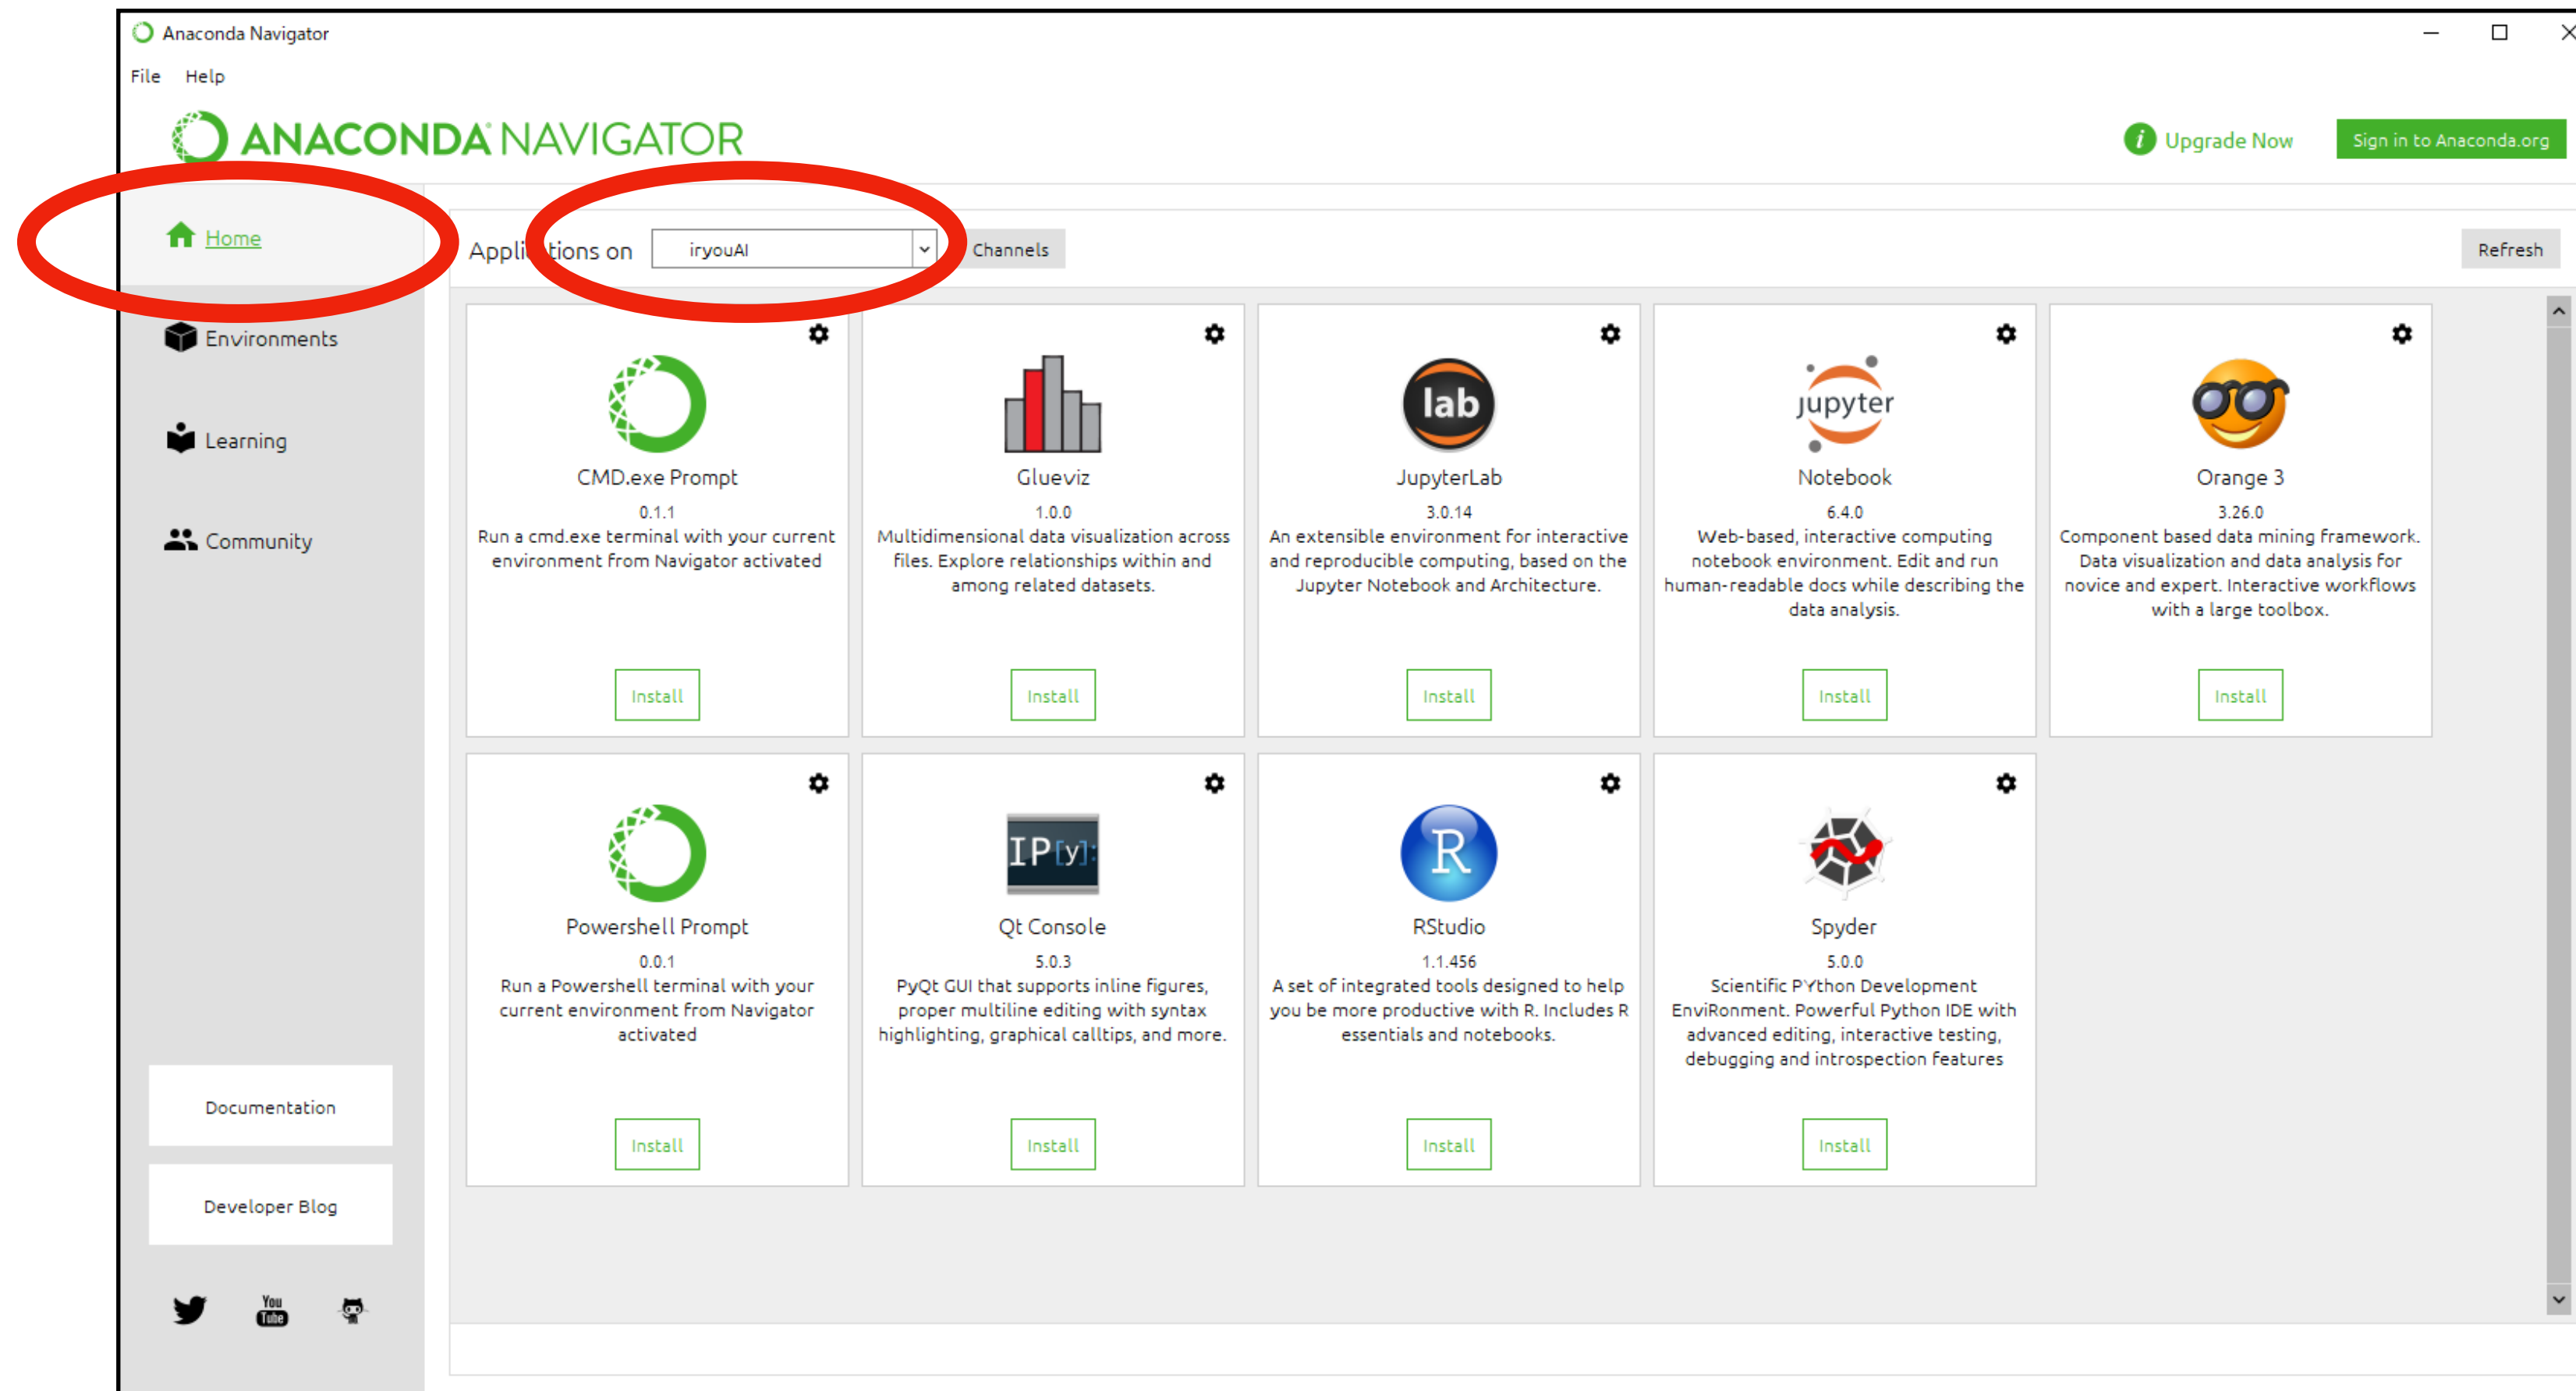 Anaconda Navigator
File Help
ANACONDA NAVIGATOR
i Upgrade Now Sign in to Anaconda.org
Home
Environments
Learning
Community
Documentation
Developer Blog
You
Tube
Applications on iryouAI Channels Refresh
CMD.exe Prompt
0.1.1
Run a cmd.exe terminal with your current
environment from Navigator activated
Install
Glueviz
1.0.0
Multidimensional data visualization across
files. Explore relationships within and
among related datasets.
Install
lab
JupyterLab
3.0.14
An extensible environment for interactive
and reproducible computing, based on the
Jupyter Notebook and Architecture.
Install
jupyter
Notebook
6.4.0
Web-based, interactive computing
notebook environment. Edit and run
human-readable docs while describing the
data analysis.
Install
Orange 3
3.26.0
Component based data mining framework.
Data visualization and data analysis for
novice and expert. Interactive workflows
with a large toolbox.
Install
Powershell Prompt
0.0.1
Run a Powershell terminal with your
current environment from Navigator
activated
Install
IP[y]:
Qt Console
5.0.3
PyQt GUI that supports inline figures,
proper multiline editing with syntax
highlighting, graphical calltips, and more.
Install
R
RStudio
1.1.456
A set of integrated tools designed to help
you be more productive with R. Includes R
essentials and notebooks.
Install
Spyder
5.0.0
Scientific PYthon Development
EnviRonment. Powerful Python IDE with
advanced editing, interactive testing,
debugging and introspection features
Install